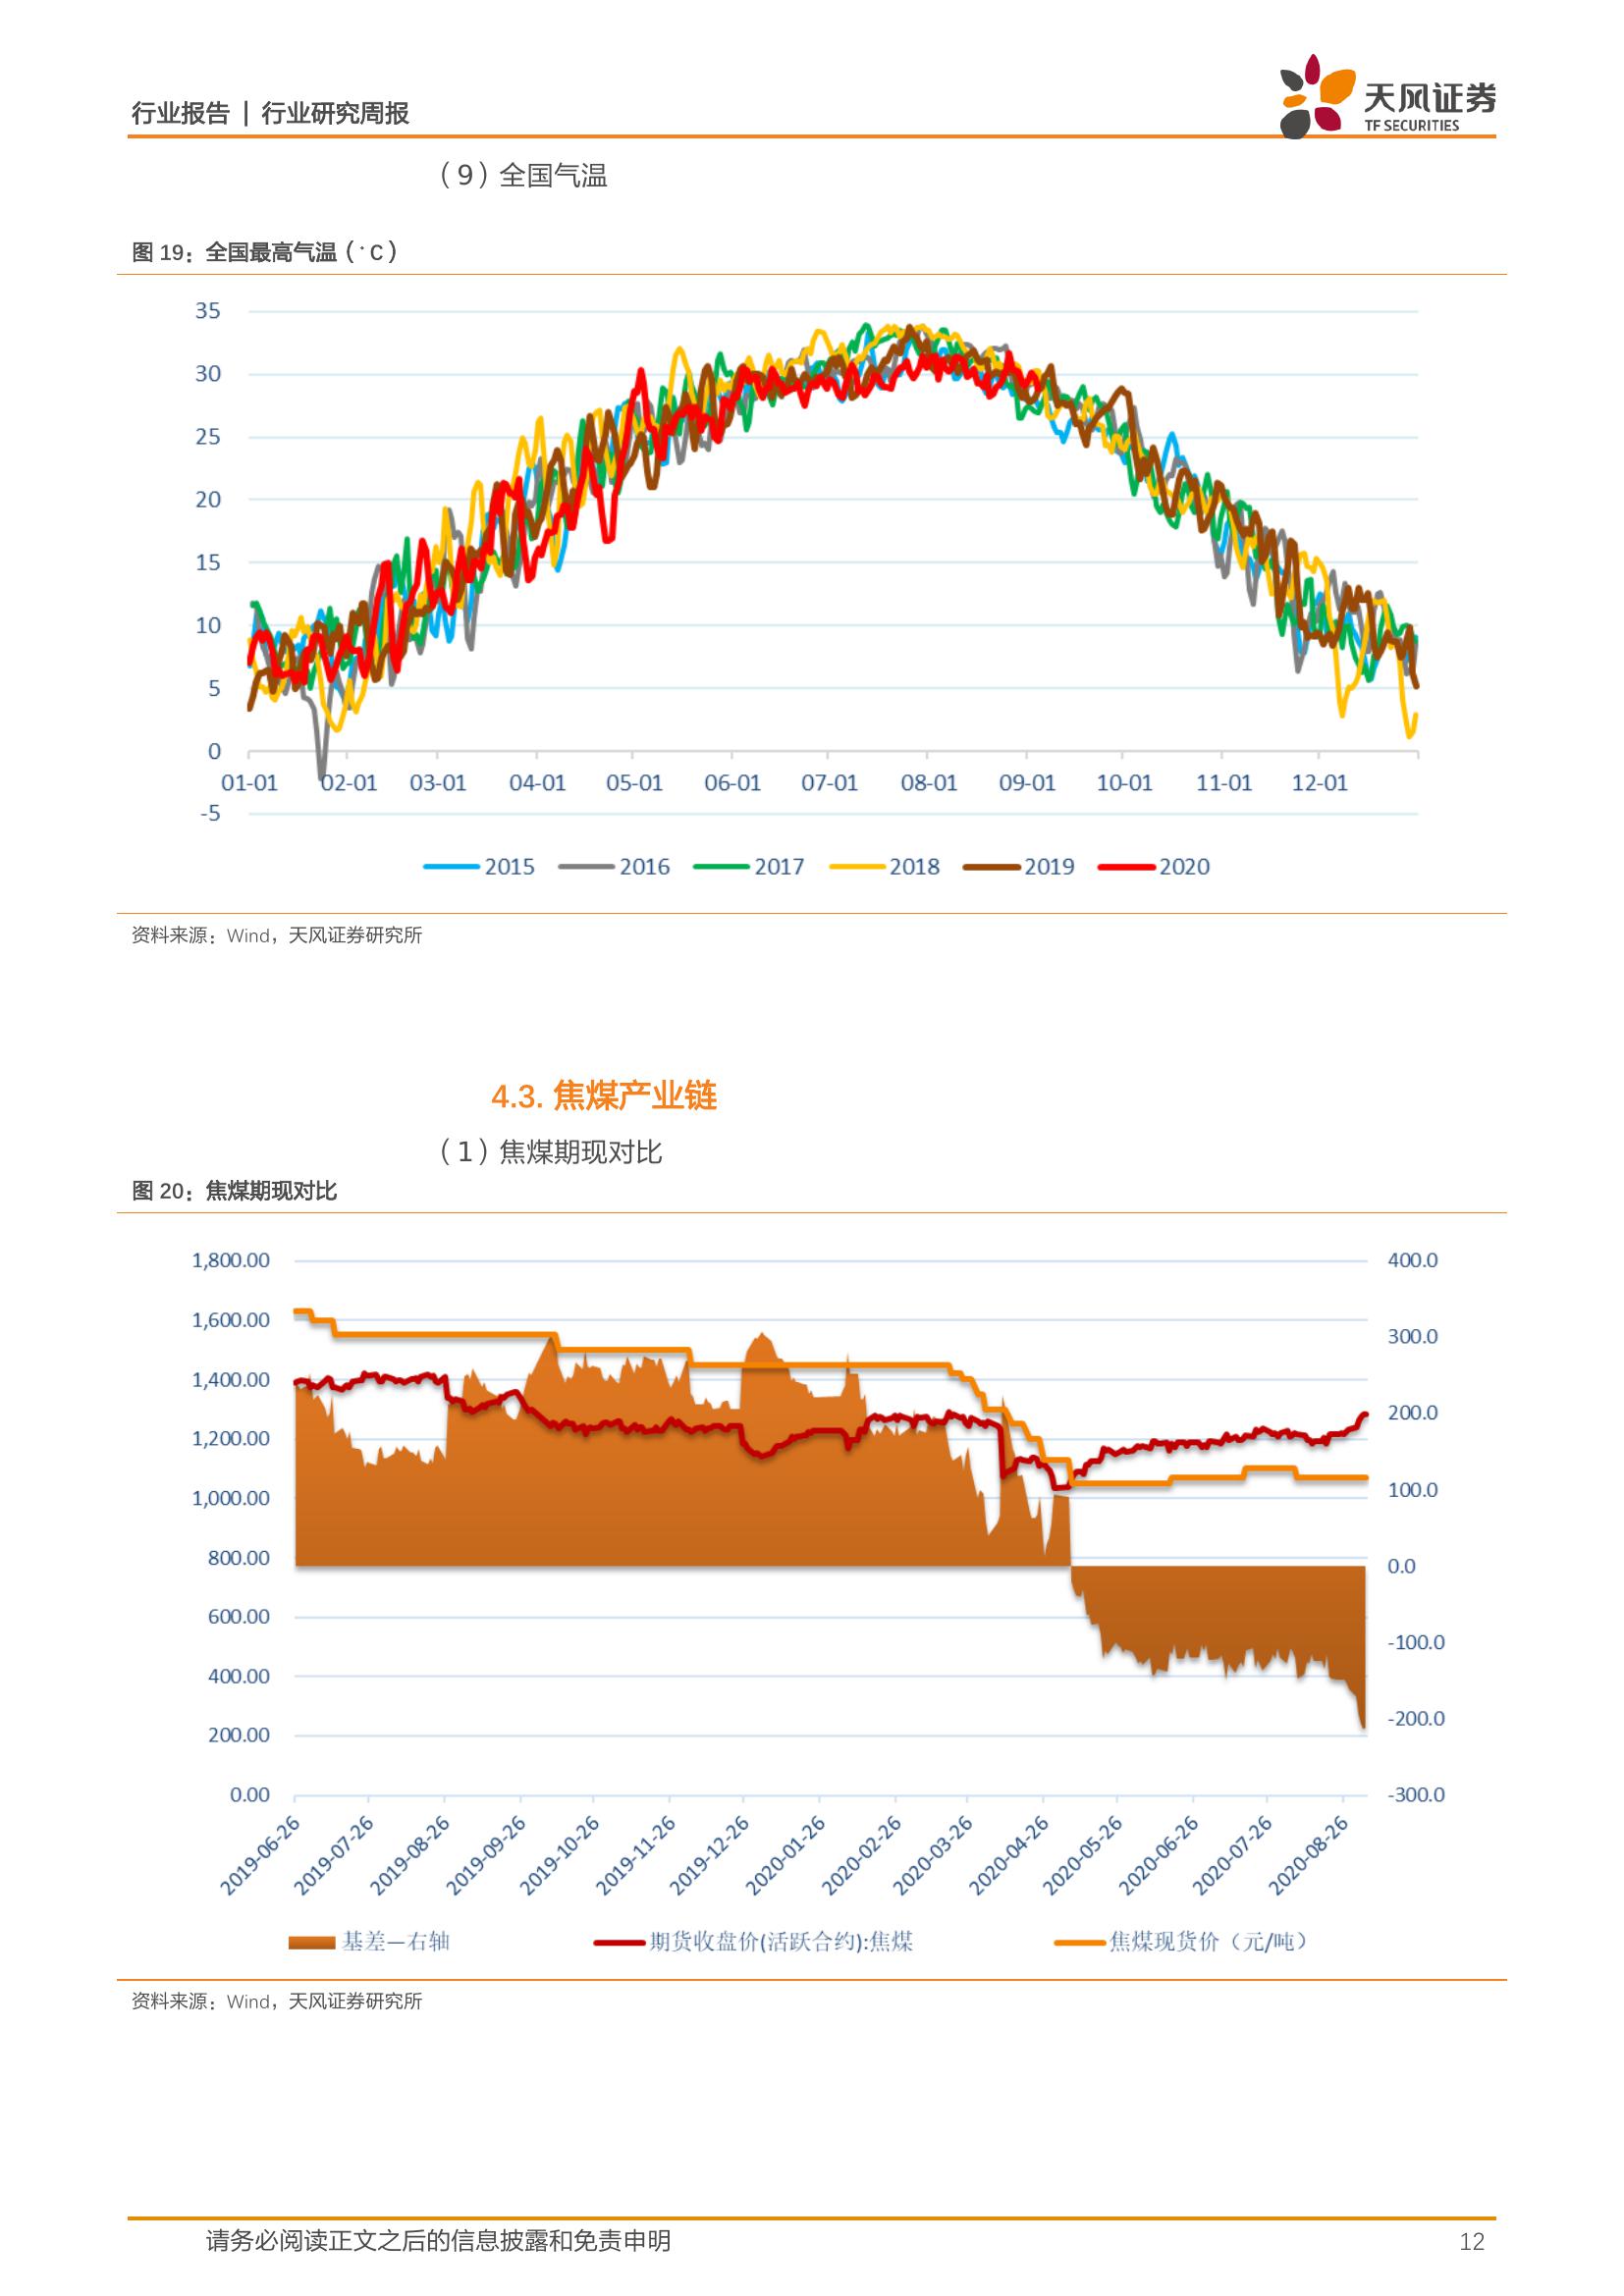 行业报告 | 行业研究周报
天风证券
TF SECURITIES
（9）全国气温
图 19：全国最高气温（˙C）
35
30
25
20
15
10
5
0
01-01 02-01 03-01 04-01 05-01 06-01 07-01 08-01 09-01 10-01 11-01 12-01
-5
2015 2016 2017 2018 2019 2020
资料来源：Wind，天风证券研究所
4.3. 焦煤产业链
（1）焦煤期现对比
图 20：焦煤期现对比
1,800.00 400.0
1,600.00 300.0
1,400.00 200.0
1,200.00 100.0
1,000.00 0.0
800.00 -100.0
600.00 -200.0
400.00 -300.0
200.00
0.00
2019-06-26 2019-07-26 2019-08-26 2019-09-26 2019-10-26 2019-11-26 2019-12-26 2020-01-26 2020-02-26 2020-03-26 2020-04-26 2020-05-26 2020-06-26 2020-07-26 2020-08-26
基差—右轴 期货收盘价(活跃合约):焦煤 焦煤现货价（元/吨）
资料来源：Wind，天风证券研究所
请务必阅读正文之后的信息披露和免责申明 12